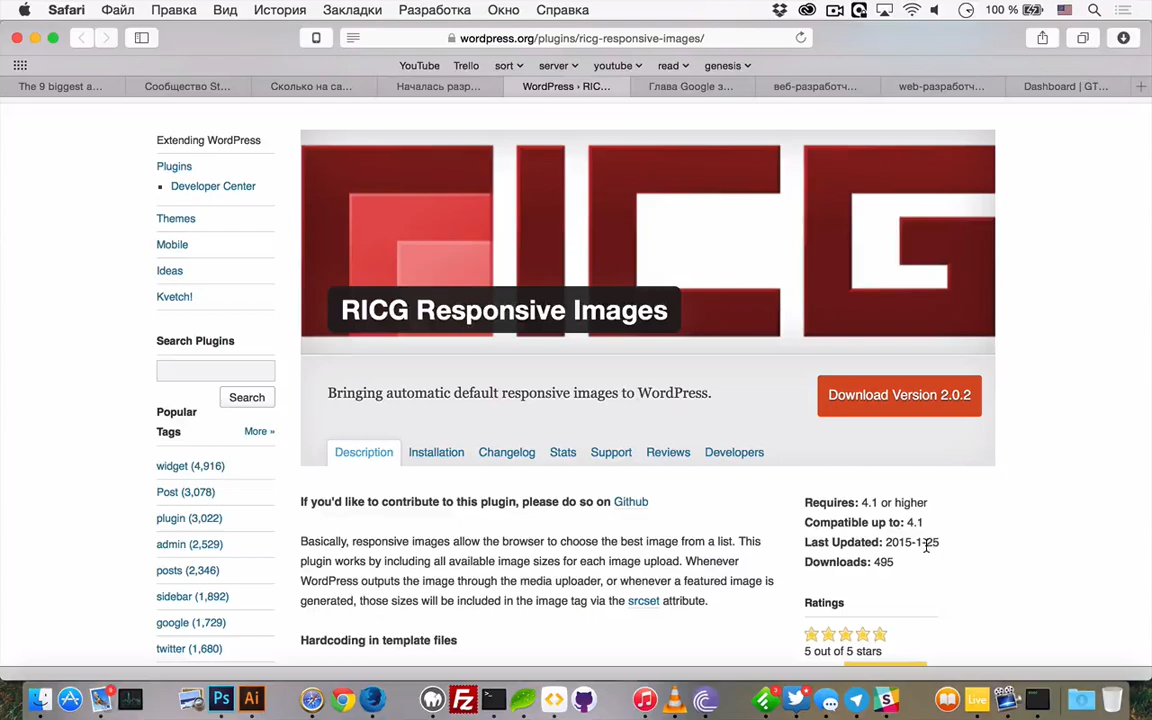 Safari Файл Правка Вид История Закладки Разработка Окно Справка 100 %
wordpress.org/plugins/ricg-responsive-images/
YouTube Trello sort server youtube read genesis
The 9 biggest a... Сообщество St... Сколько на са... Началась разр... WordPress › RIC... Глава Google з... веб-разработч... web-разработч... Dashboard | GT...
Extending WordPress
Plugins
Developer Center
Themes
Mobile
Ideas
Kvetch!
Search Plugins
Search
Popular
Tags More »
widget (4,916)
Post (3,078)
plugin (3,022)
admin (2,529)
posts (2,346)
sidebar (1,892)
google (1,729)
twitter (1,680)
RICG
RICG Responsive Images
Bringing automatic default responsive images to WordPress.
Download Version 2.0.2
Description Installation Changelog Stats Support Reviews Developers
If you'd like to contribute to this plugin, please do so on Github
Basically, responsive images allow the browser to choose the best image from a list. This
plugin works by including all available image sizes for each image upload. Whenever
WordPress outputs the image through the media uploader, or whenever a featured image is
generated, those sizes will be included in the image tag via the srcset attribute.
Hardcoding in template files
Requires: 4.1 or higher
Compatible up to: 4.1
Last Updated: 2015-1-25
Downloads: 495
Ratings
5 out of 5 stars
Ps Ai Fz Live